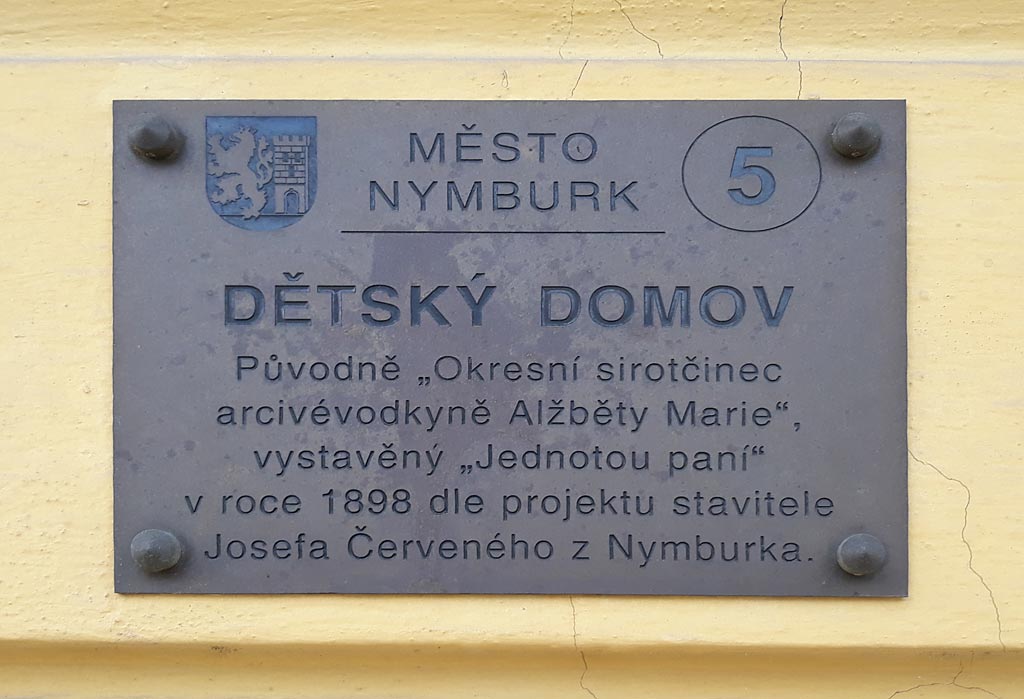 MĚSTO
NYMBURK
5
DĚTSKÝ DOMOV
Původně „Okresní sirotčinec
arcivévodkyně Alžběty Marie“,
vystavěný „Jednotou paní“
v roce 1898 dle projektu stavitele
Josefa Červeného z Nymburka.